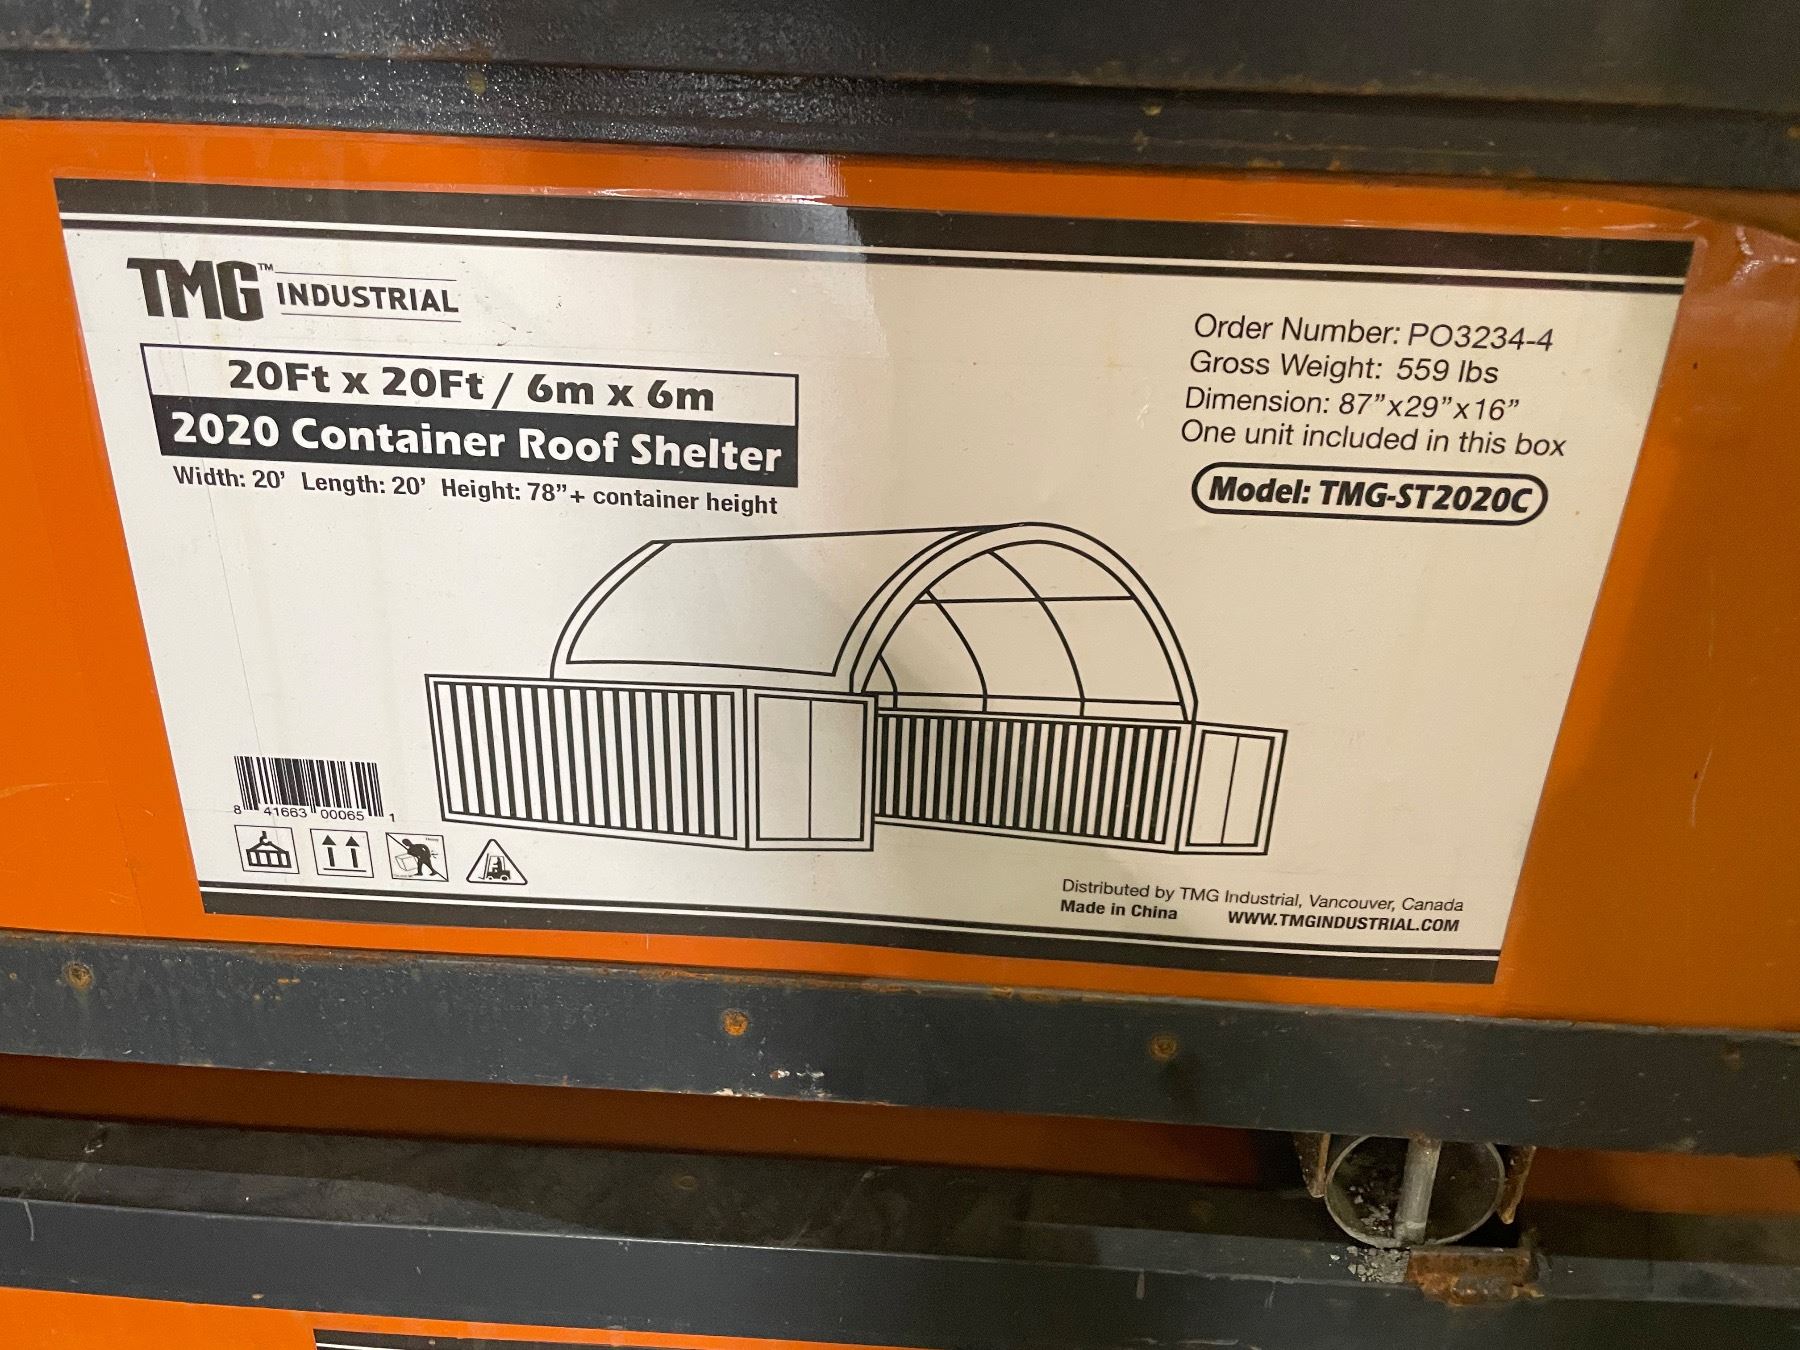 TMG™ INDUSTRIAL
20Ft x 20Ft / 6m x 6m
2020 Container Roof Shelter
Width: 20' Length: 20' Height: 78”+ container height
Order Number: PO3234-4
Gross Weight: 559 lbs
Dimension: 87”x29”x16”
One unit included in this box
Model: TMG-ST2020C
8 41663 00065 1
Distributed by TMG Industrial, Vancouver, Canada
Made in China WWW.TMGINDUSTRIAL.COM